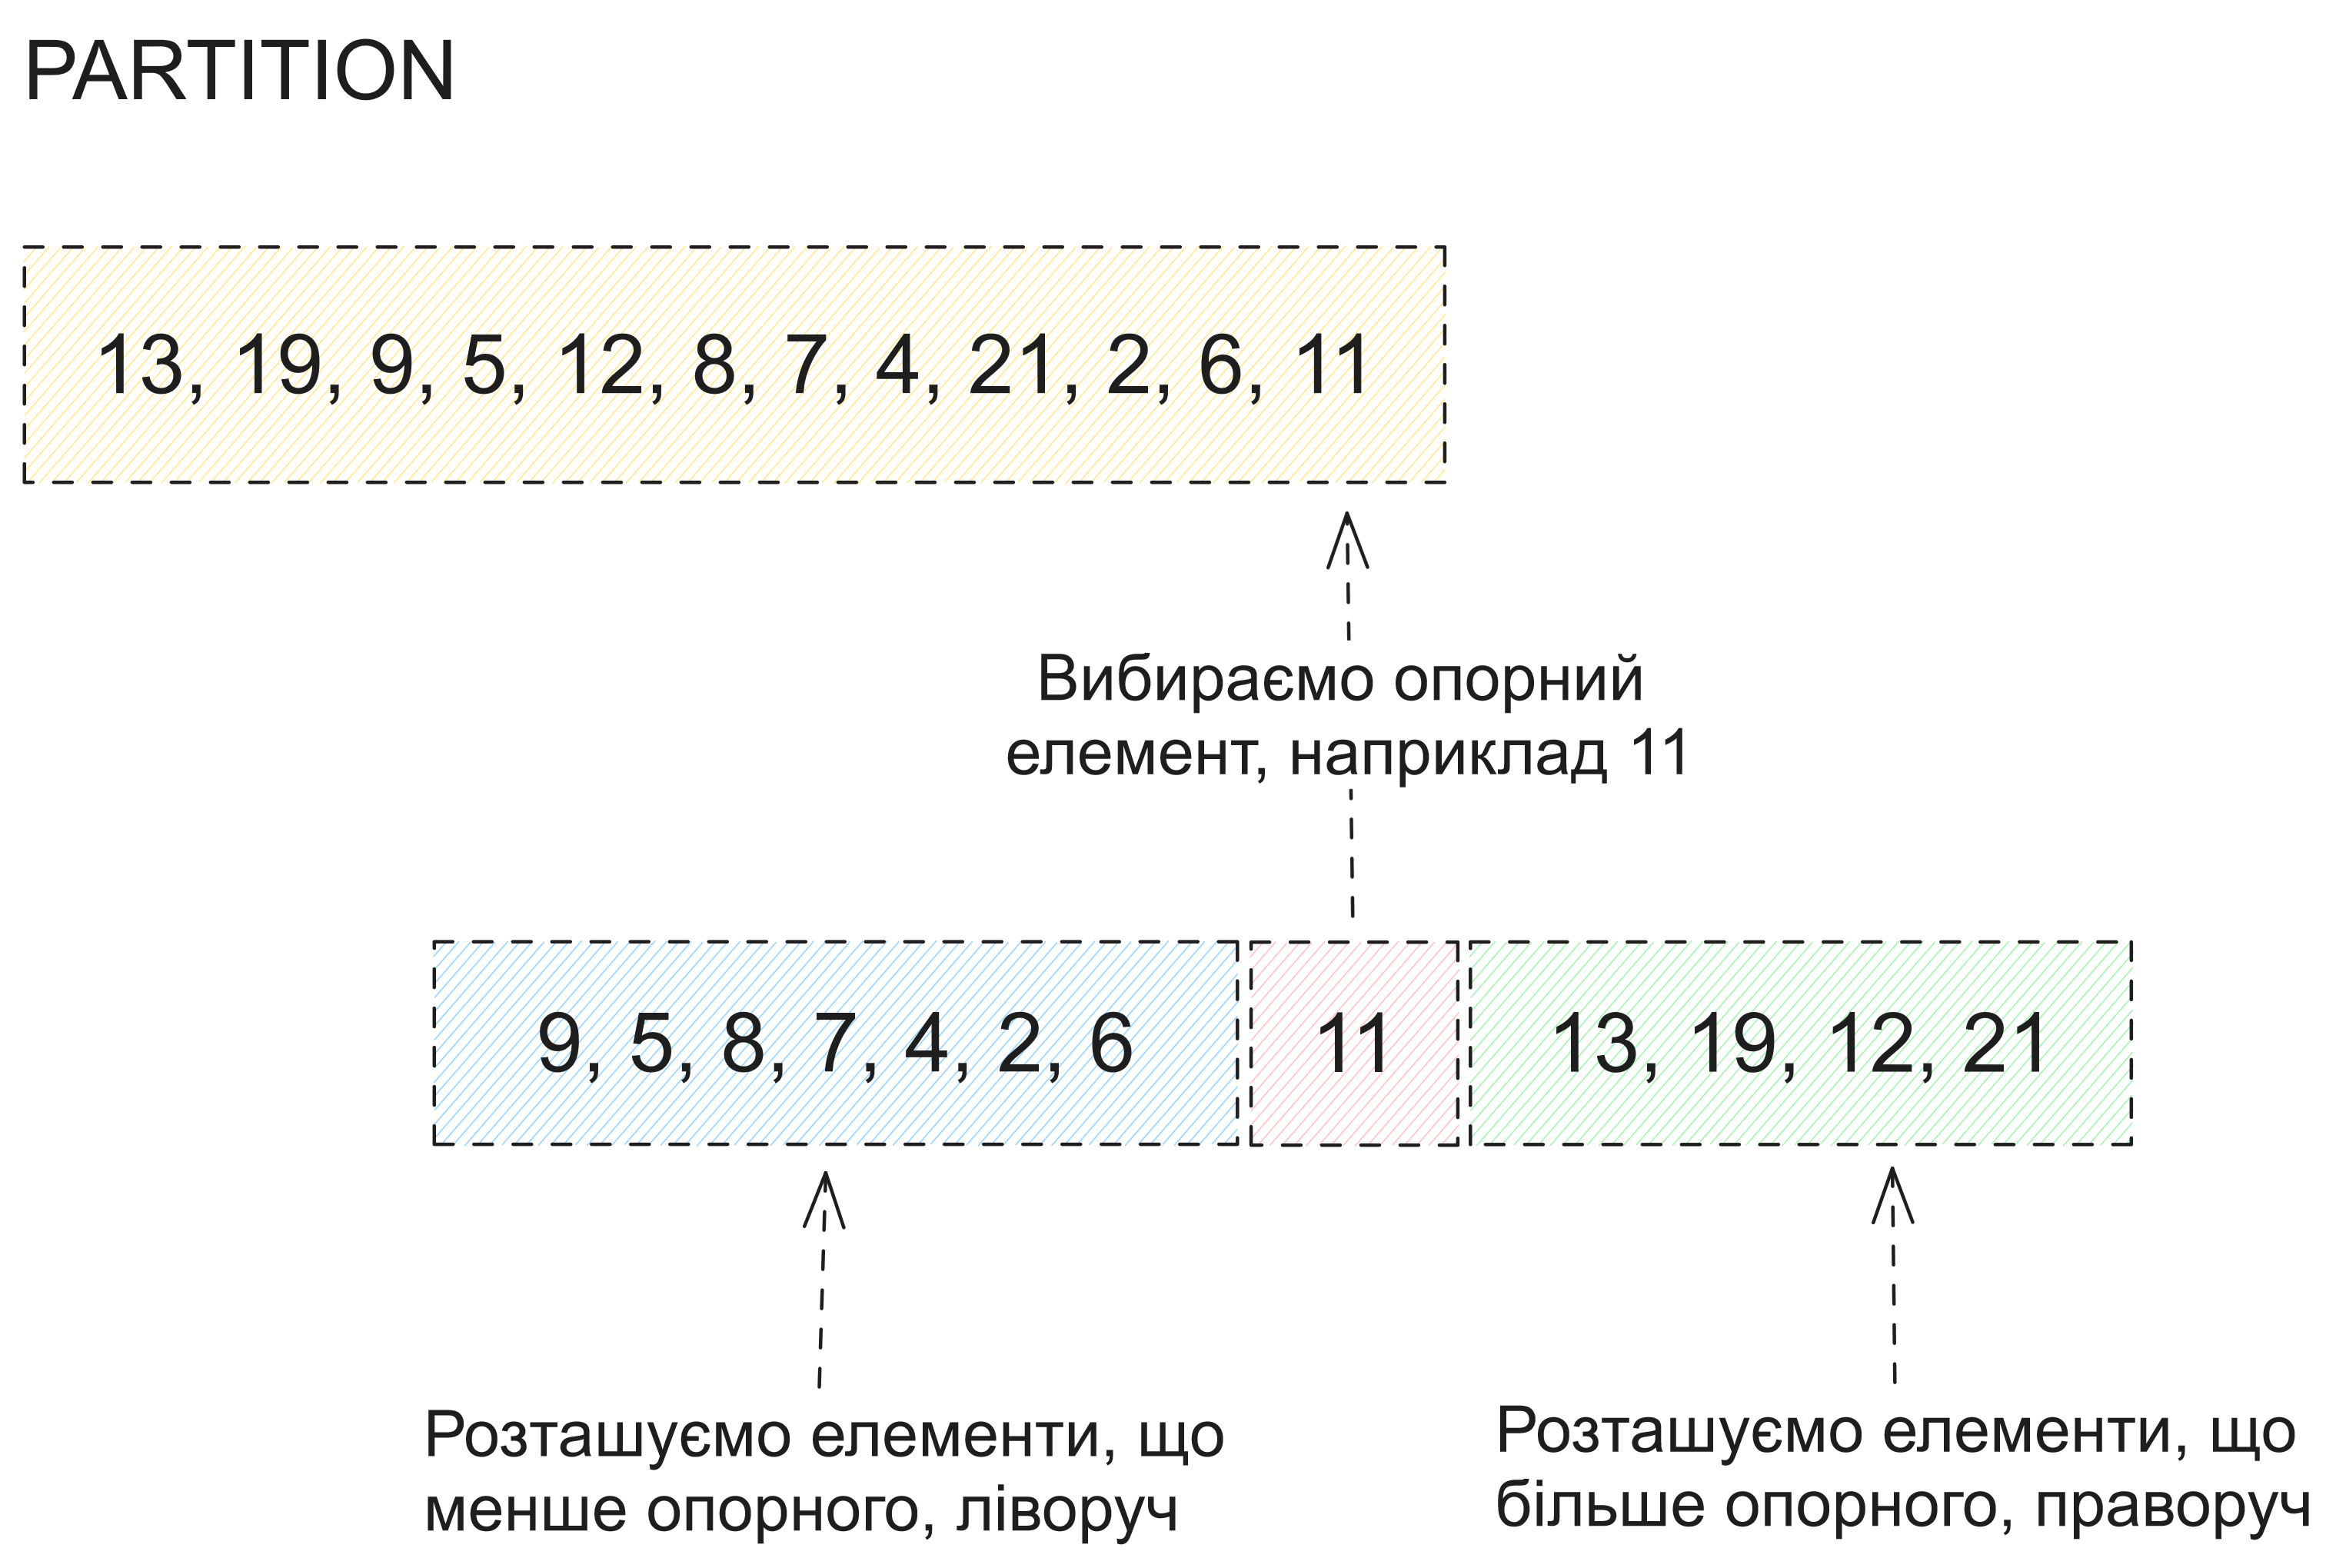 PARTITION
13, 19, 9, 5, 12, 8, 7, 4, 21, 2, 6, 11
Вибираємо опорний
елемент, наприклад 11
9, 5, 8, 7, 4, 2, 6
11
13, 19, 12, 21
Розташуємо елементи, що
менше опорного, ліворуч
Розташуємо елементи, що
більше опорного, праворуч